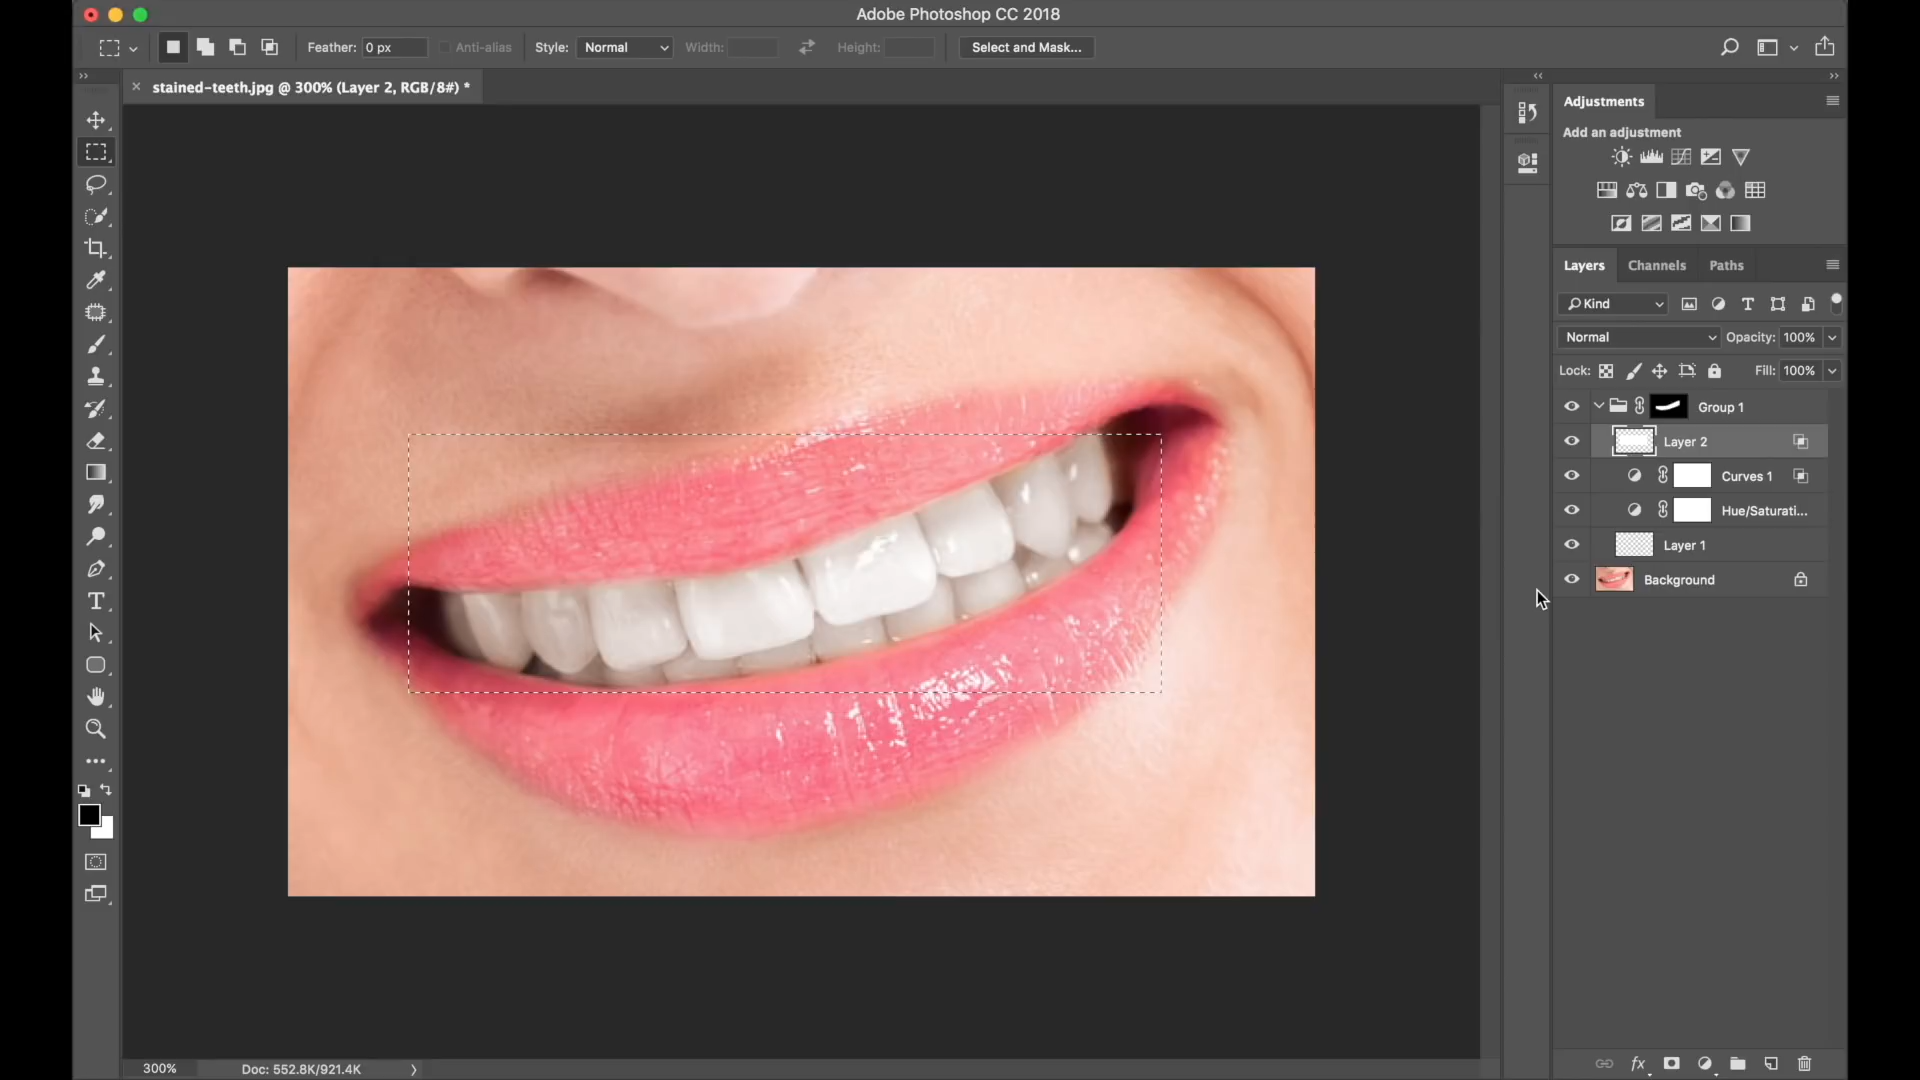 Adobe Photoshop CC 2018
Feather: 0 px Anti-alias Style: Normal Width: Height: Select and Mask...
stained-teeth.jpg @ 300% (Layer 2, RGB/8#) *
Adjustments
Add an adjustment
Layers Channels Paths
Kind
Normal Opacity: 100%
Lock: Fill: 100%
Group 1
Layer 2
Curves 1
Hue/Saturati...
Layer 1
Background
300% Doc: 552.8K/921.4K